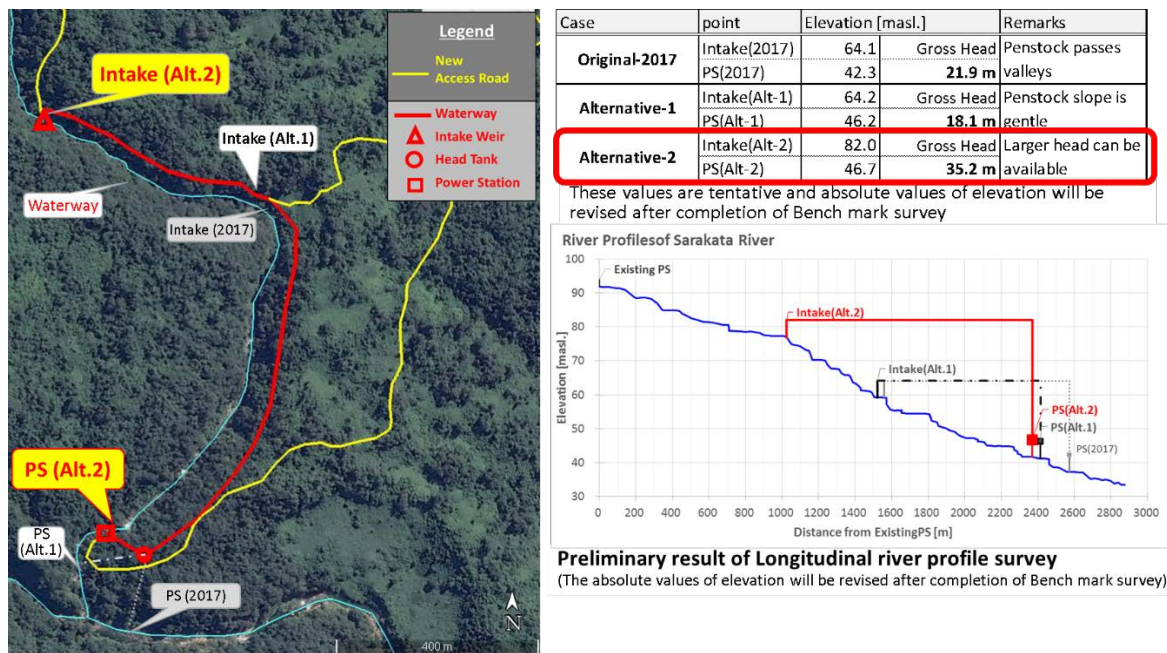 Legend
New
Access Road
Waterway
Intake Weir
Head Tank
Power Station
Intake (Alt.2)
Intake (Alt.1)
Waterway
Intake (2017)
PS (Alt.2)
PS
(Alt.1)
PS (2017)
N
400 m
Case point Elevation [masl.] Remarks
Original-2017 Intake(2017) 64.1 Gross Head Penstock passes
PS(2017) 42.3 21.9 m valleys
Alternative-1 Intake(Alt-1) 64.2 Gross Head Penstock slope is
PS(Alt-1) 46.2 18.1 m gentle
Alternative-2 Intake(Alt-2) 82.0 Gross Head Larger head can be
PS(Alt-2) 46.7 35.2 m available
These values are tentative and absolute values of elevation will be
revised after completion of Bench mark survey
River Profilesof Sarakata River
Elevation [masl.]
100
90
80
70
60
50
40
30
Existing PS
Intake(Alt.2)
Intake(Alt.1)
PS(Alt.2)
PS(Alt.1)
PS(2017)
0 200 400 600 800 1000 1200 1400 1600 1800 2000 2200 2400 2600 2800 3000
Distance from ExistingPS [m]
Preliminary result of Longitudinal river profile survey
(The absolute values of elevation will be revised after completion of Bench mark survey)